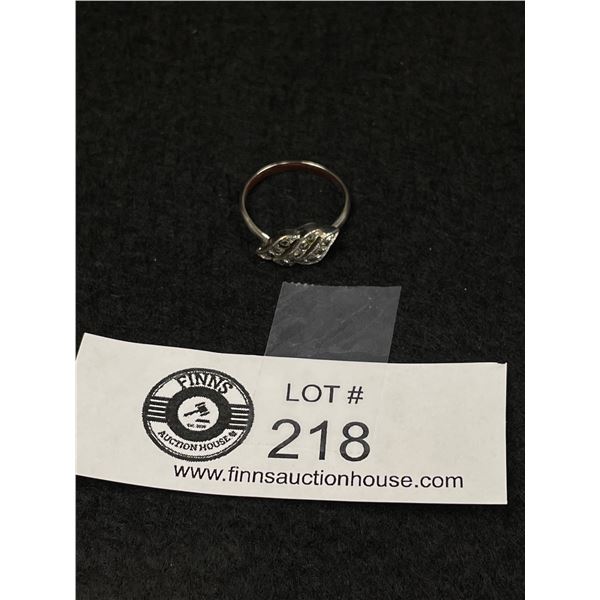 FINNS
AUCTION HOUSE
LOT #
218
www.finnsauctionhouse.com